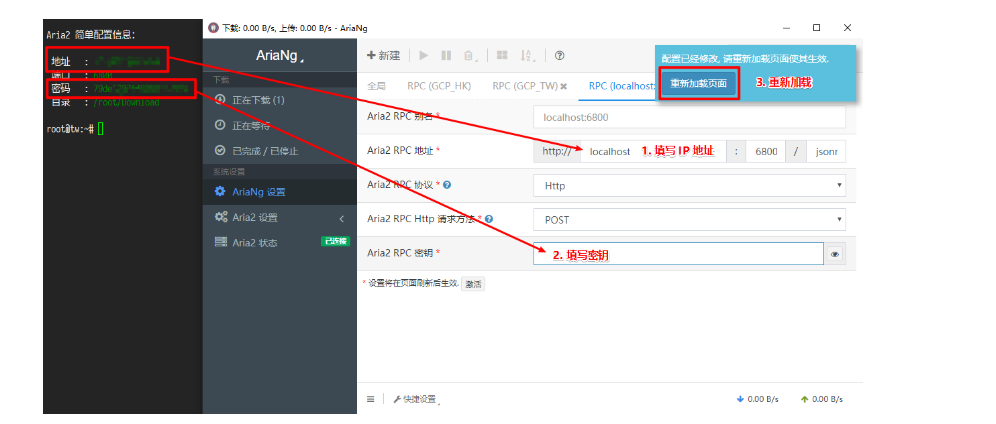 Aria2 简单配置信息:
地址 :
端口 :
密码 :
目录 : /root/Download
root@tw:~#
下载: 0.00 B/s, 上传: 0.00 B/s - AriaNg
AriaNg
下载
正在下载 (1)
正在等待
已完成 / 已停止
系统设置
AriaNg 设置
Aria2 设置
Aria2 状态
已连接
新建
配置已经修改, 请重新加载页面使其生效.
重新加载页面
3. 重新加载
全局
RPC (GCP_HK)
RPC (GCP_TW)
RPC (localhost:
Aria2 RPC 别名 *
localhost:6800
Aria2 RPC 地址 *
http://
localhost
1. 填写 IP 地址
:
6800
/
jsonr
Aria2 RPC 协议 *
Http
Aria2 RPC Http 请求方法 *
POST
Aria2 RPC 密钥 *
2. 填写密钥
* 设置将在页面刷新后生效.
激活
快捷设置
0.00 B/s
0.00 B/s